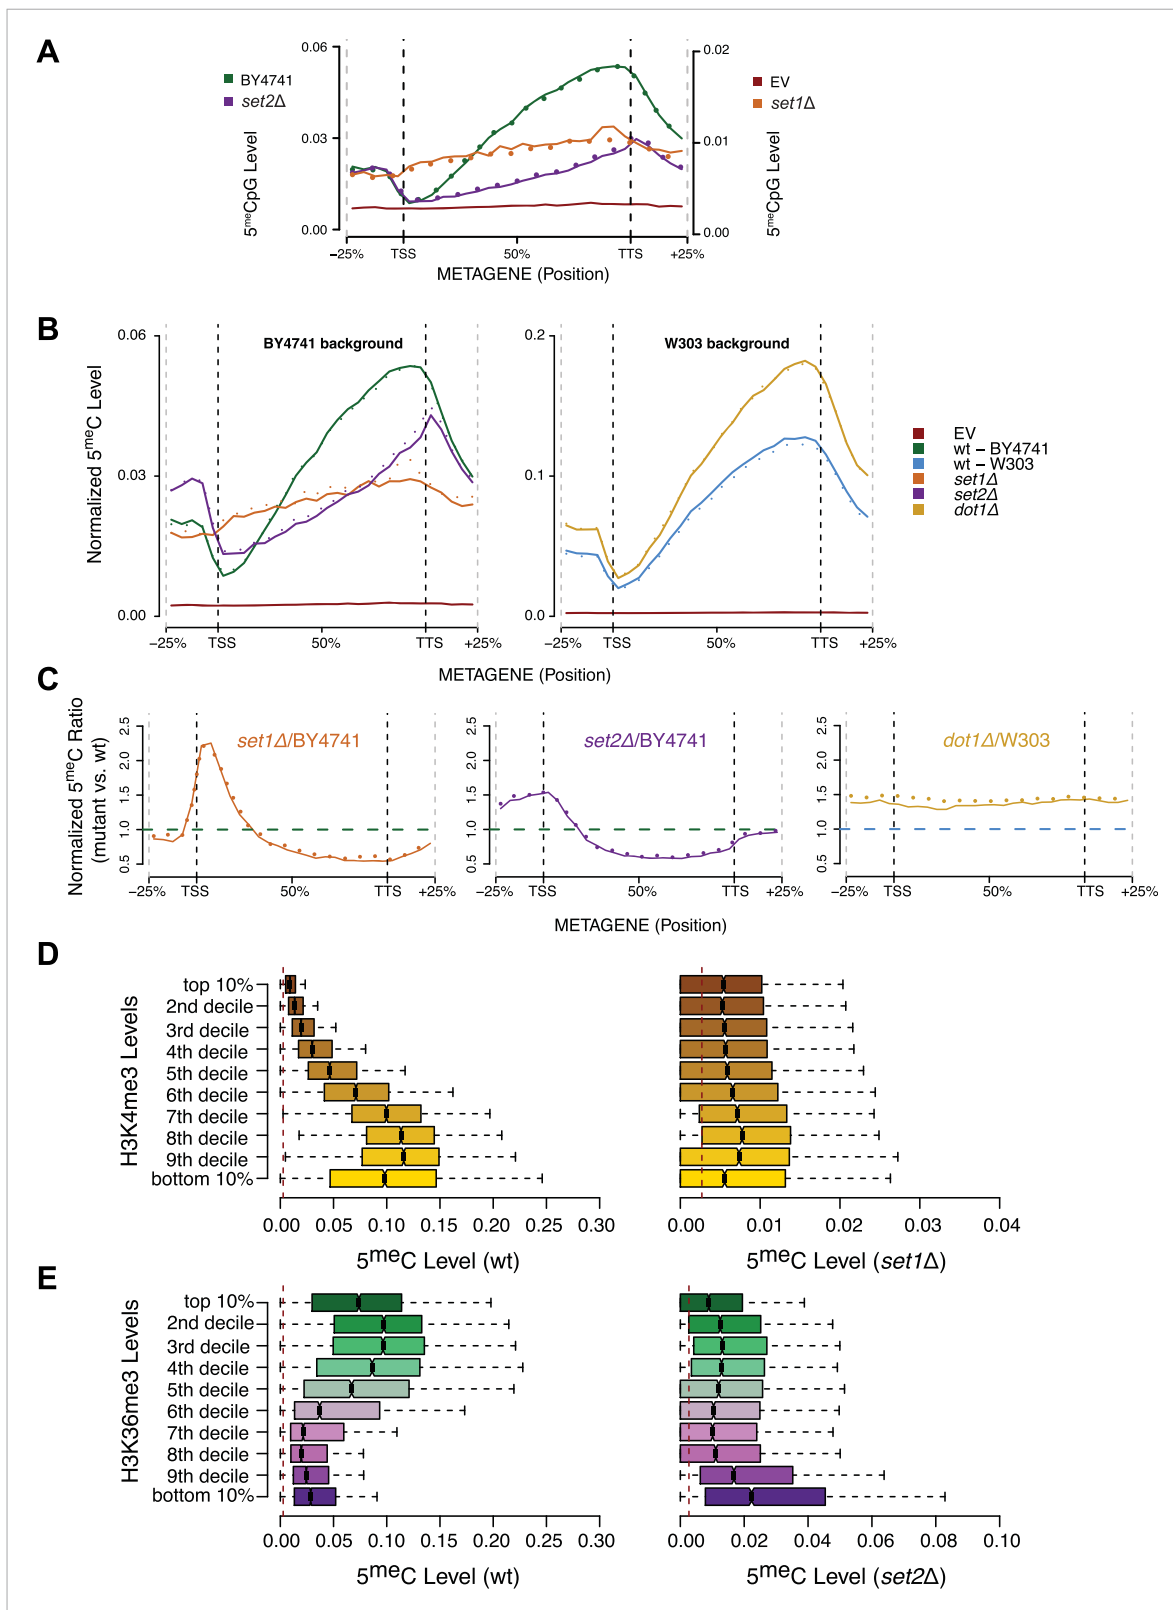 A
BY4741
set2Δ
EV
set1Δ
5meCpG Level
0.06
0.03
0.00
0.02
0.01
0.00
5meCpG Level
−25% TSS 50% TTS +25%
METAGENE (Position)
B
Normalized 5meC Level
BY4741 background
0.06
0.03
0.00
−25% TSS 50% TTS +25%
W303 background
0.2
0.1
0.0
−25% TSS 50% TTS +25%
EV
wt − BY4741
wt − W303
set1Δ
set2Δ
dot1Δ
METAGENE (Position)
C
Normalized 5meC Ratio
(mutant vs. wt)
set1Δ/BY4741
2.5
2.0
1.5
1.0
0.5
−25% TSS 50% TTS +25%
set2Δ/BY4741
2.5
2.0
1.5
1.0
0.5
−25% TSS 50% TTS +25%
dot1Δ/W303
2.5
2.0
1.5
1.0
0.5
−25% TSS 50% TTS +25%
METAGENE (Position)
D
H3K4me3 Levels
top 10%
2nd decile
3rd decile
4th decile
5th decile
6th decile
7th decile
8th decile
9th decile
bottom 10%
0.00 0.05 0.10 0.15 0.20 0.25 0.30
5meC Level (wt)
0.00 0.01 0.02 0.03 0.04
5meC Level (set1Δ)
E
H3K36me3 Levels
top 10%
2nd decile
3rd decile
4th decile
5th decile
6th decile
7th decile
8th decile
9th decile
bottom 10%
0.00 0.05 0.10 0.15 0.20 0.25 0.30
5meC Level (wt)
0.00 0.02 0.04 0.06 0.08 0.10
5meC Level (set2Δ)